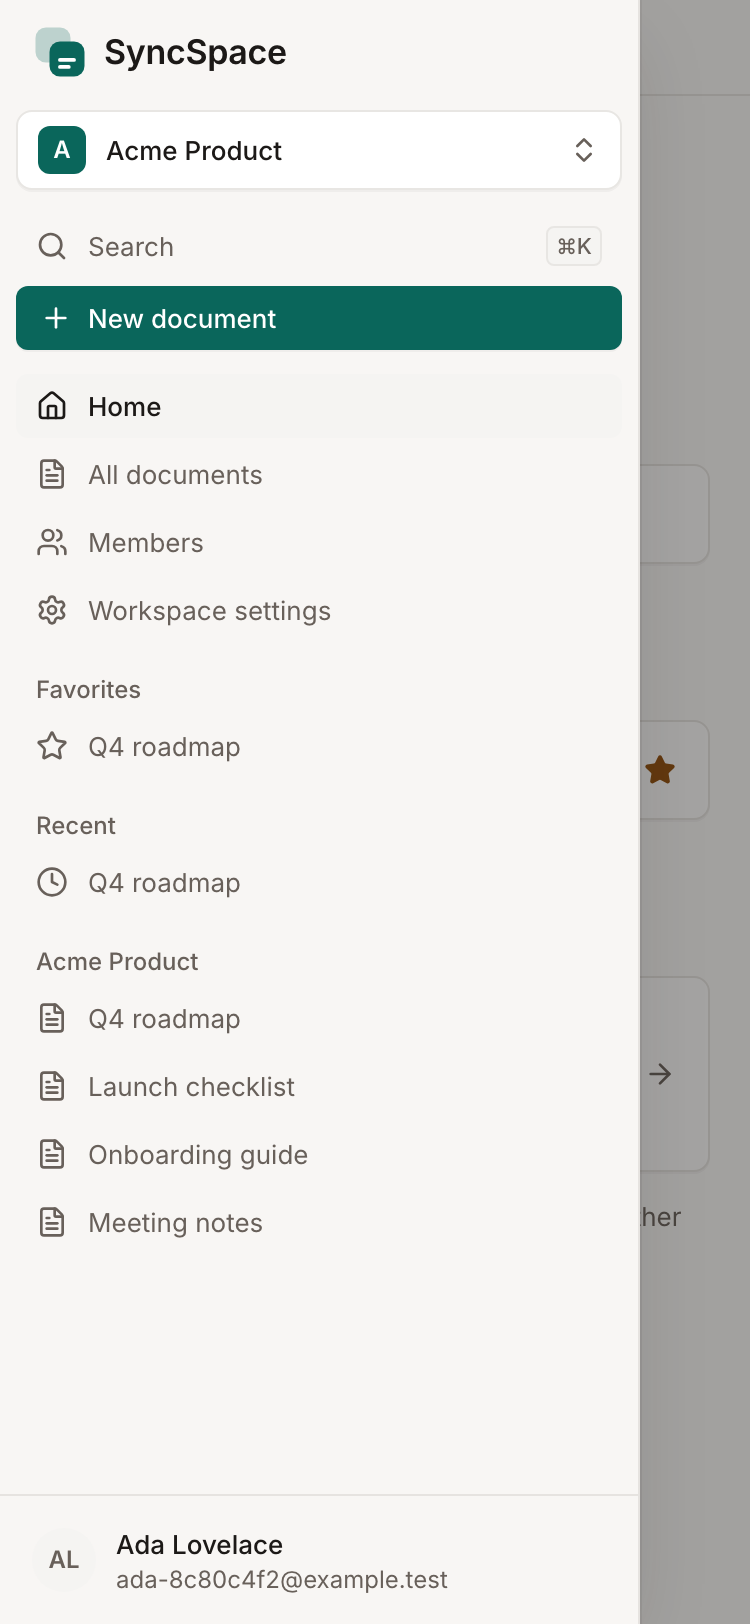 SyncSpace
A Acme Product
Search ⌘K
New document
Home
All documents
Members
Workspace settings
Favorites
Q4 roadmap
Recent
Q4 roadmap
Acme Product
Q4 roadmap
Launch checklist
Onboarding guide
Meeting notes
ther
AL Ada Lovelace
ada-8c80c4f2@example.test